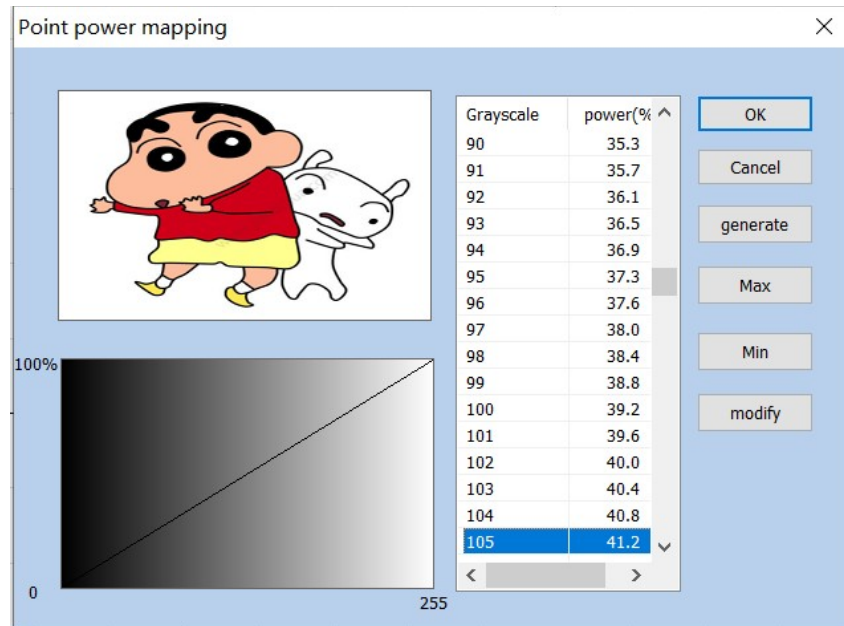 Point power mapping
Grayscale power(%
90 35.3
91 35.7
92 36.1
93 36.5
94 36.9
95 37.3
96 37.6
97 38.0
98 38.4
99 38.8
100 39.2
101 39.6
102 40.0
103 40.4
104 40.8
105 41.2
OK
Cancel
generate
Max
Min
modify
100%
0
255